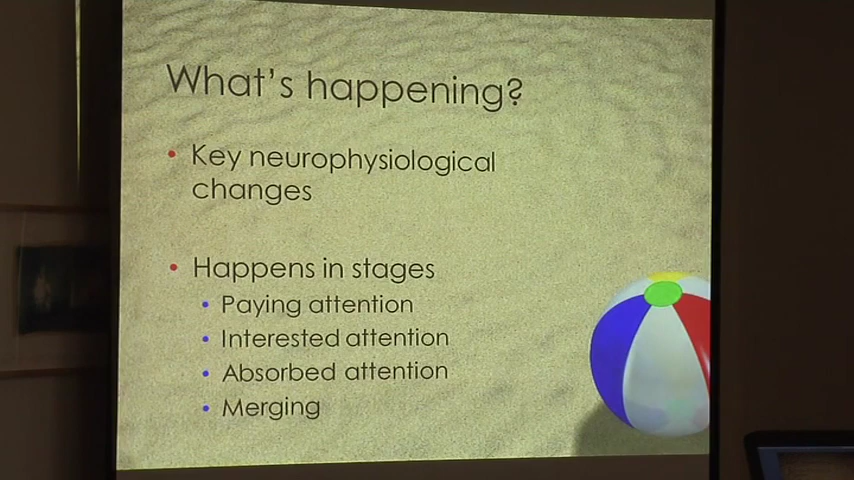 What's happening?
• Key neurophysiological
changes
• Happens in stages
• Paying attention
• Interested attention
• Absorbed attention
• Merging